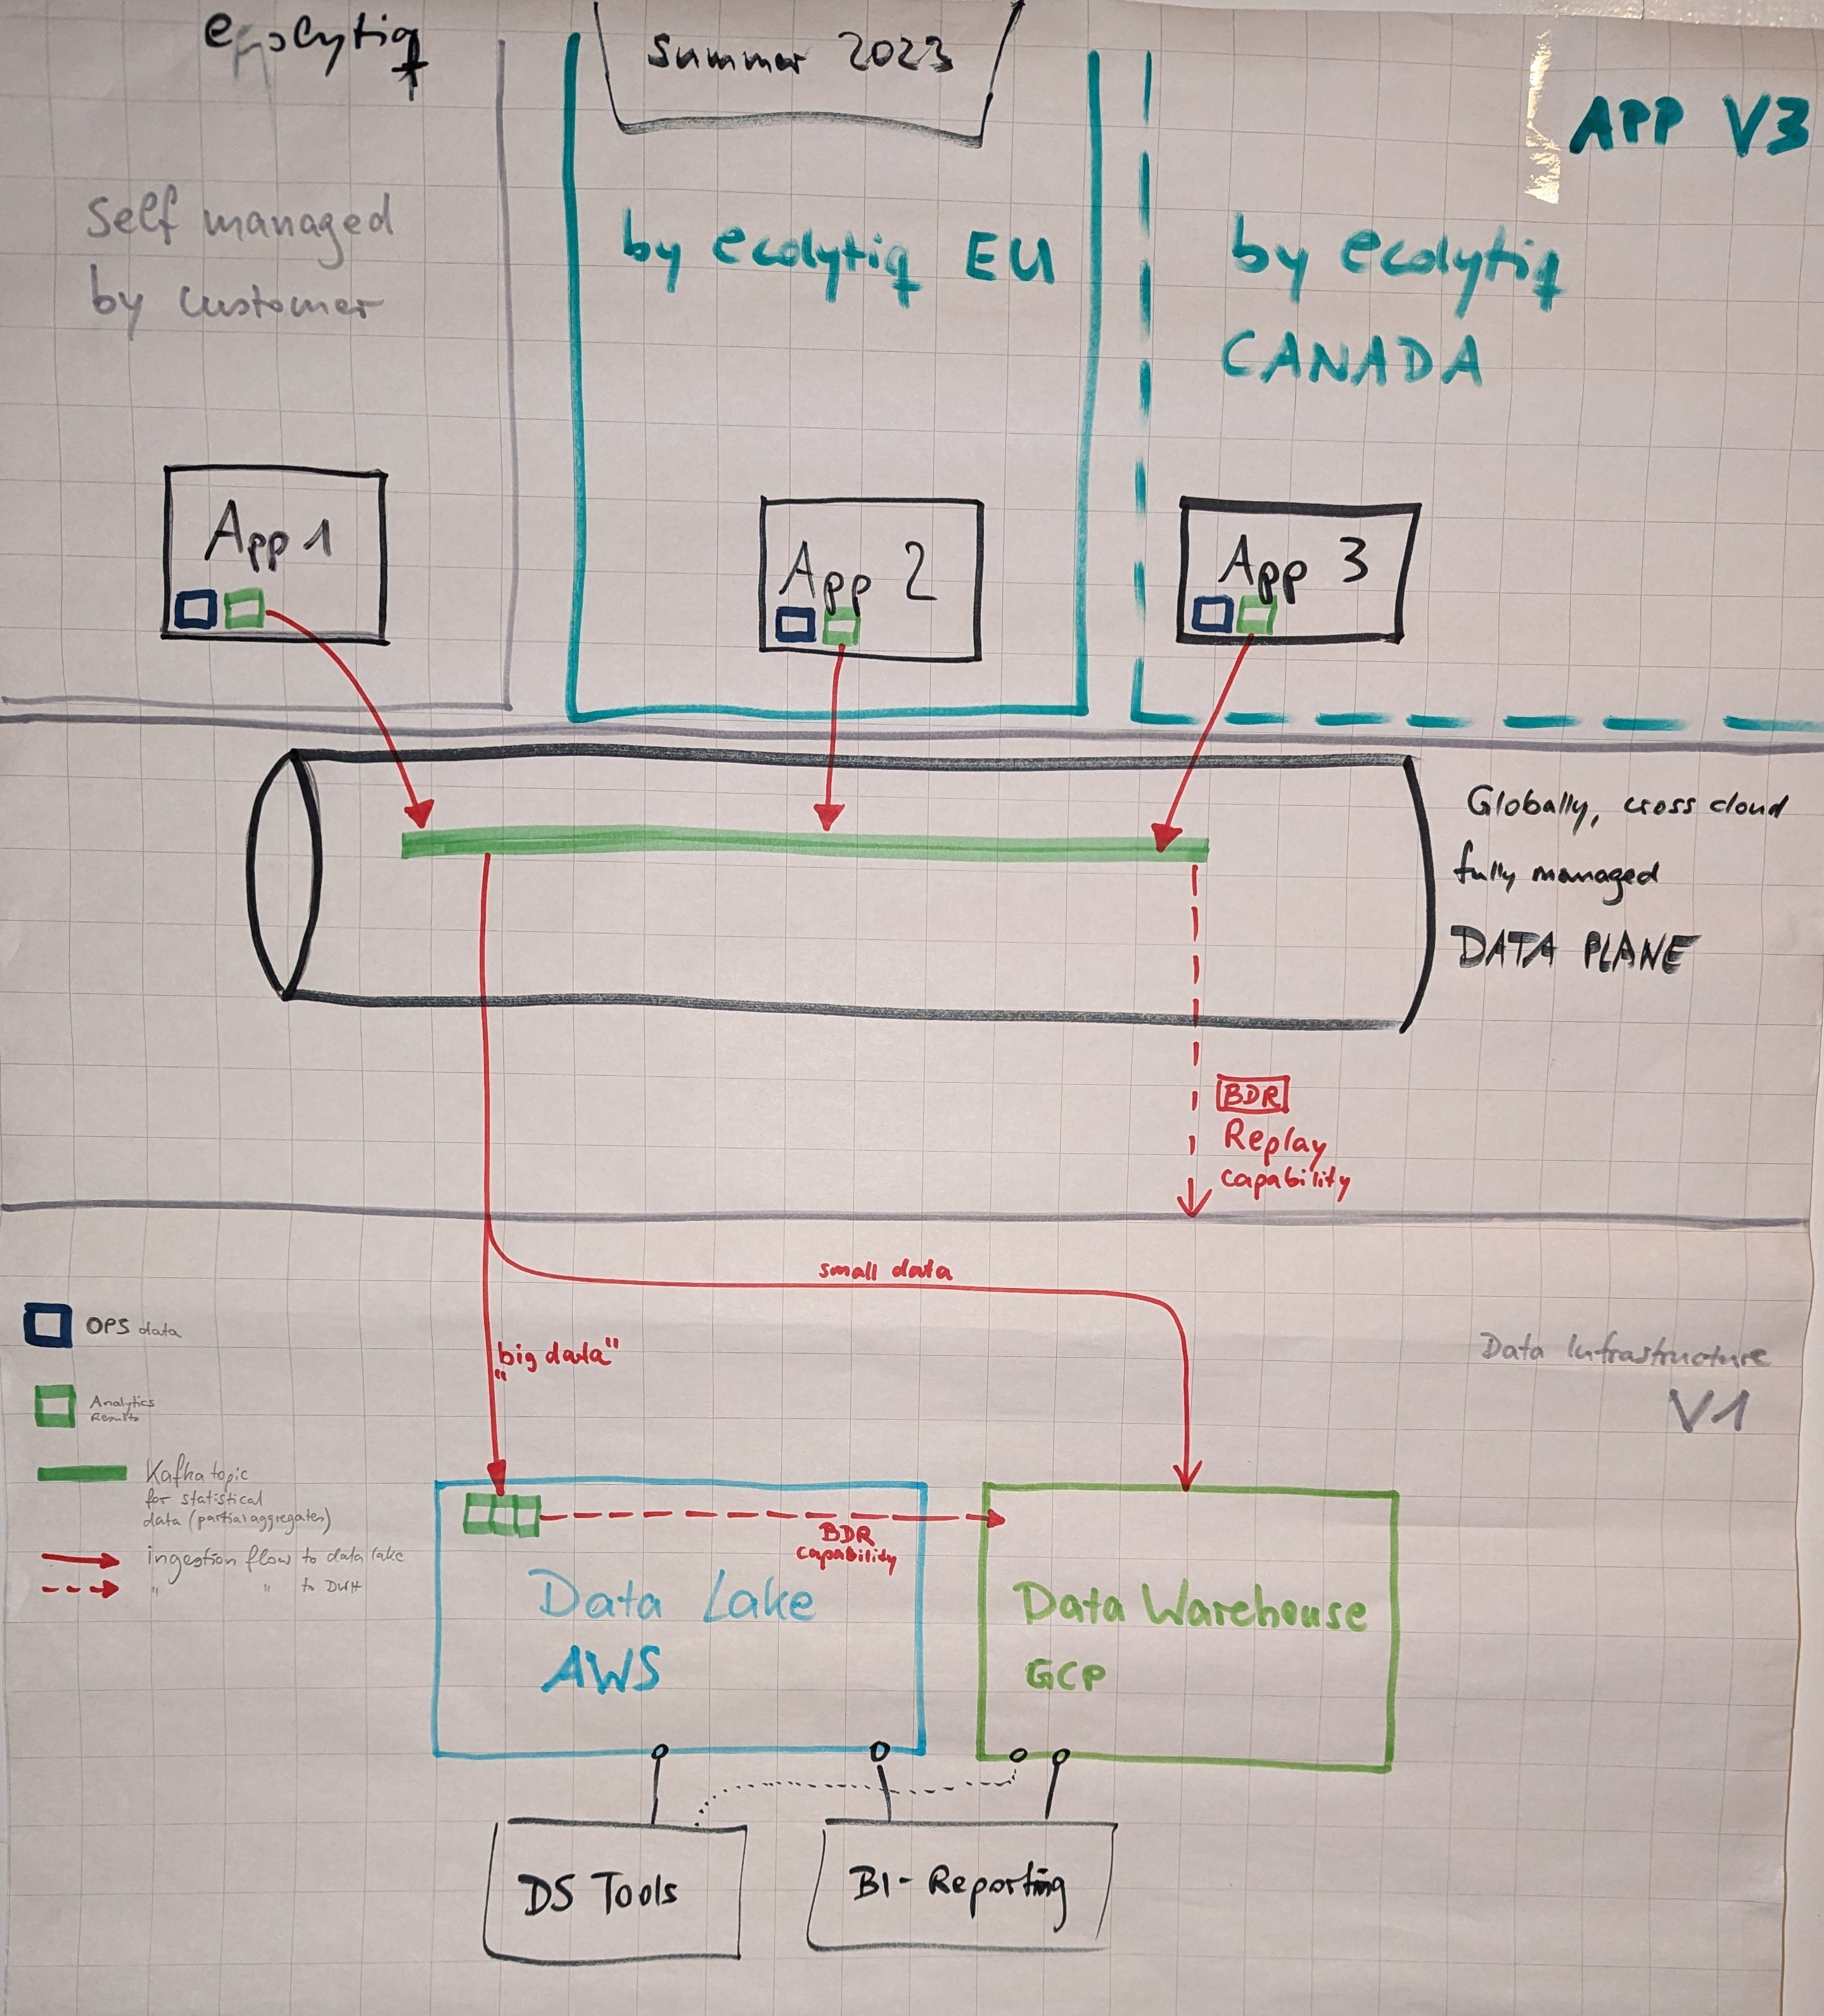 ecolytiq
Summer 2023
APP V3
Self managed
by customer
by ecolytiq EU
by ecolytiq
CANADA
App 1
App 2
App 3
Globally, cross cloud
fully managed
DATA PLANE
BDR
Replay
capability
small data
"big data"
OPS data
Analytics
Results
Kafka topic
for statistical
data (partial aggregates)
ingestion flow to data lake
" " to DWH
Data Infrastructure
V1
BDR
capability
Data Lake
AWS
Data Warehouse
GCP
DS Tools
BI-Reporting